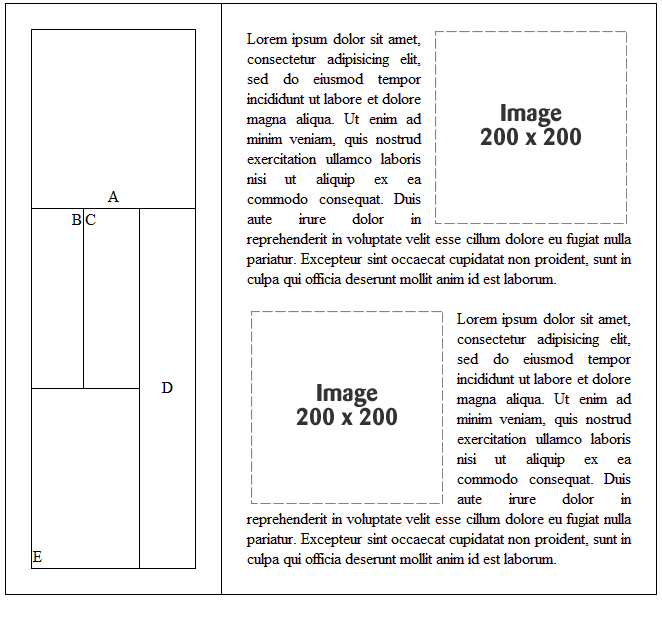 A
B
C
D
E
Lorem ipsum dolor sit amet,
consectetur adipisicing elit,
sed do eiusmod tempor
incididunt ut labore et dolore
magna aliqua. Ut enim ad
minim veniam, quis nostrud
exercitation ullamco laboris
nisi ut aliquip ex ea
commodo consequat. Duis
aute irure dolor in
reprehenderit in voluptate velit esse cillum dolore eu fugiat nulla
pariatur. Excepteur sint occaecat cupidatat non proident, sunt in
culpa qui officia deserunt mollit anim id est laborum.
Image
200 x 200
Image
200 x 200
Lorem ipsum dolor sit amet,
consectetur adipisicing elit,
sed do eiusmod tempor
incididunt ut labore et dolore
magna aliqua. Ut enim ad
minim veniam, quis nostrud
exercitation ullamco laboris
nisi ut aliquip ex ea
commodo consequat. Duis
aute irure dolor in
reprehenderit in voluptate velit esse cillum dolore eu fugiat nulla
pariatur. Excepteur sint occaecat cupidatat non proident, sunt in
culpa qui officia deserunt mollit anim id est laborum.